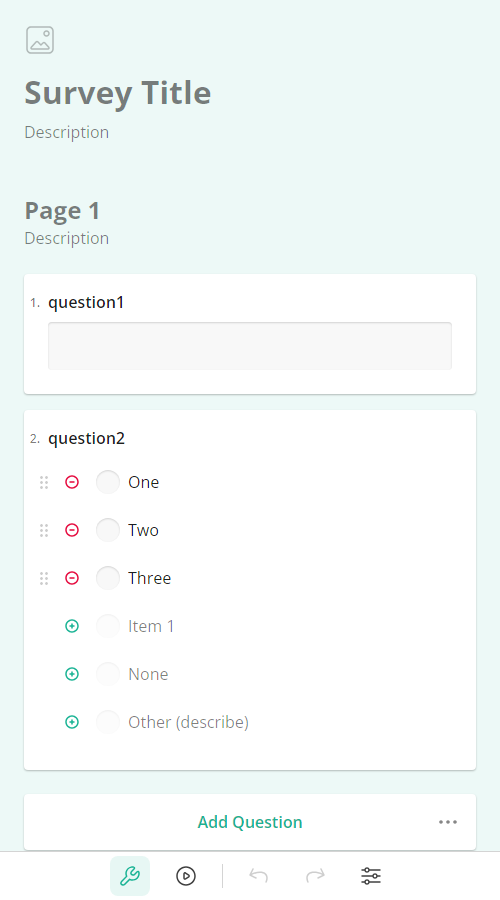 Survey Title
Description
Page 1
Description
1. question1
2. question2
One
Two
Three
Item 1
None
Other (describe)
Add Question